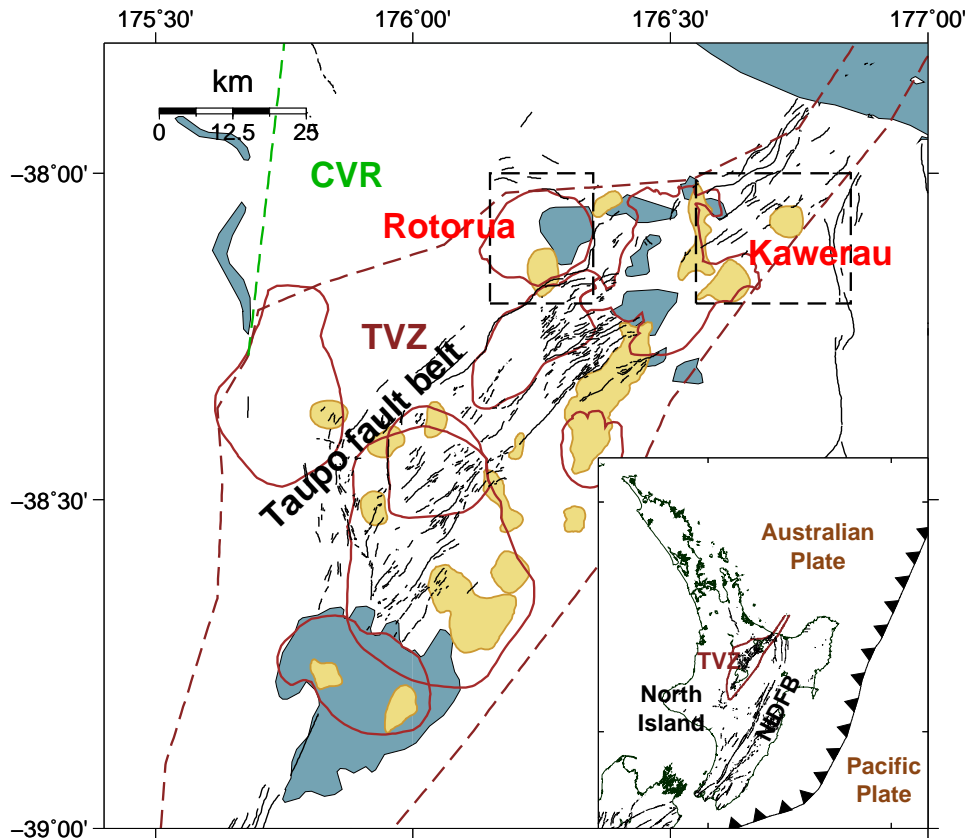 175°30'
176°00'
176°30'
177°00'
km
0
12.5
25
−38°00'
CVR
Rotorua
Kawerau
TVZ
Taupo fault belt
−38°30'
Australian
Plate
TVZ
North
Island
NIDFB
Pacific
Plate
−39°00'